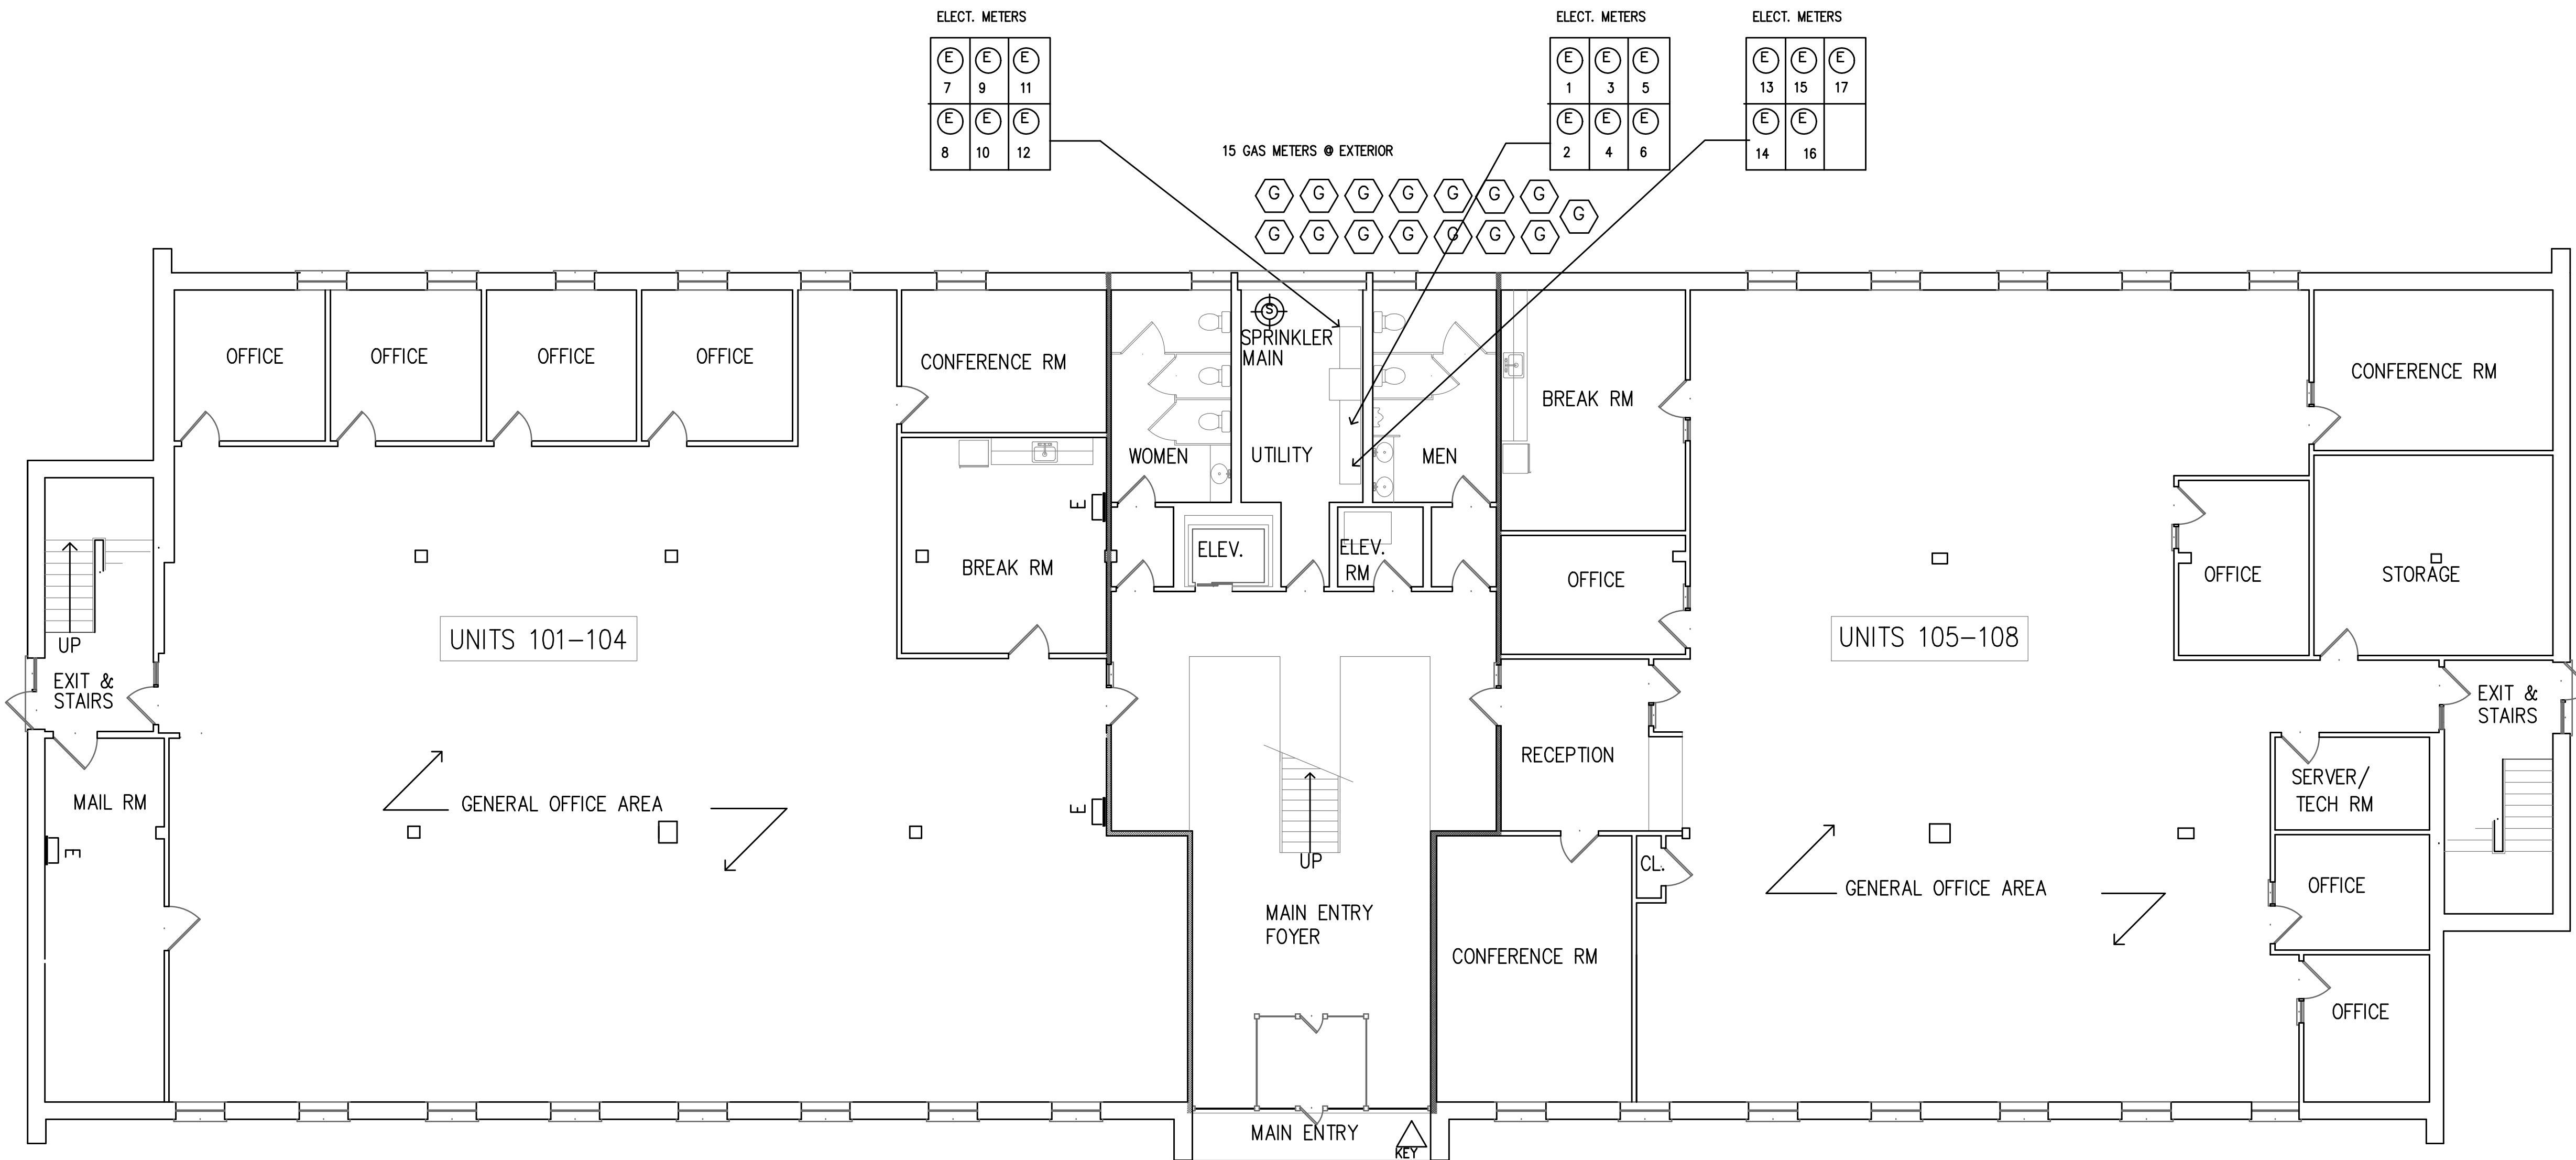 ELECT. METERS
E E E
7 9 11
E E E
8 10 12
ELECT. METERS
E E E
1 3 5
E E E
2 4 6
ELECT. METERS
E E E
13 15 17
E E
14 16
15 GAS METERS @ EXTERIOR
G G G G G G G G
G G G G G G G
OFFICE
OFFICE
OFFICE
OFFICE
CONFERENCE RM
BREAK RM
E
E
WOMEN
S
SPRINKLER
MAIN
UTILITY
MEN
ELEV.
ELEV.
RM
BREAK RM
OFFICE
CONFERENCE RM
OFFICE
STORAGE
UP
EXIT &
STAIRS
UNITS 101-104
UNITS 105-108
EXIT &
STAIRS
MAIL RM
E
GENERAL OFFICE AREA
RECEPTION
UP
MAIN ENTRY
FOYER
CL.
CONFERENCE RM
GENERAL OFFICE AREA
SERVER/
TECH RM
OFFICE
OFFICE
MAIN ENTRY
KEY